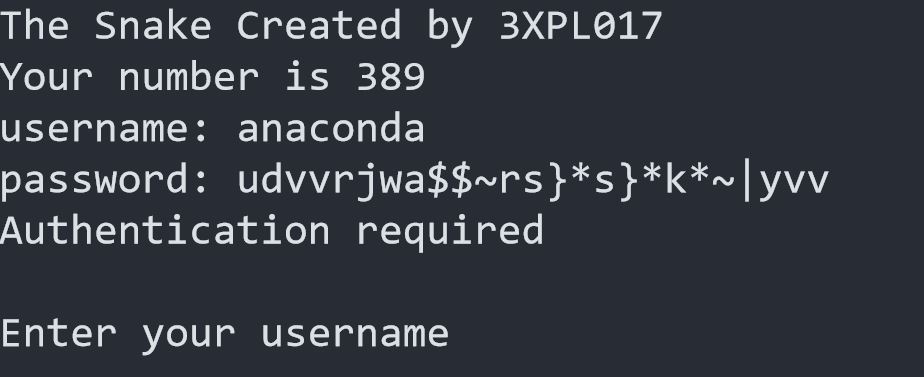 The Snake Created by 3XPL017
Your number is 389
username: anaconda
password: udvvrjwa$$~rs}*s}*k*~|yvv
Authentication required
Enter your username